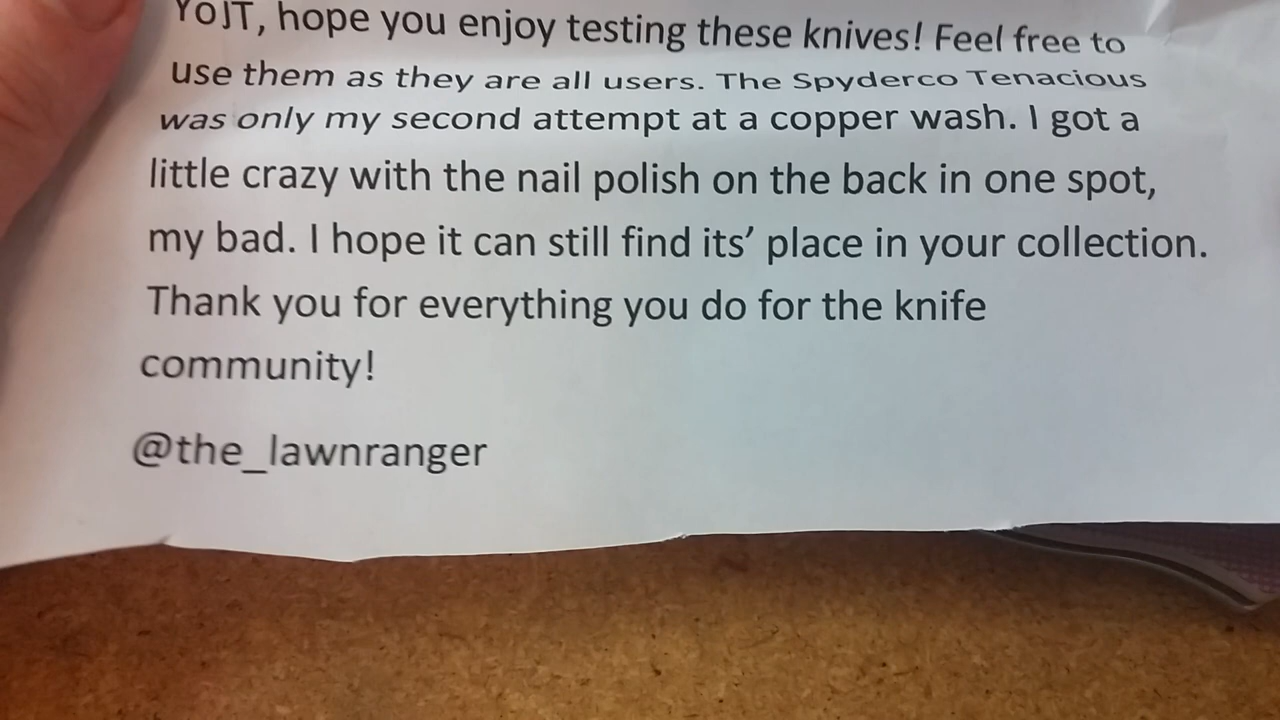 YoJT, hope you enjoy testing these knives! Feel free to
use them as they are all users. The Spyderco Tenacious
was only my second attempt at a copper wash. I got a
little crazy with the nail polish on the back in one spot,
my bad. I hope it can still find its’ place in your collection.
Thank you for everything you do for the knife
community!
@the_lawnranger